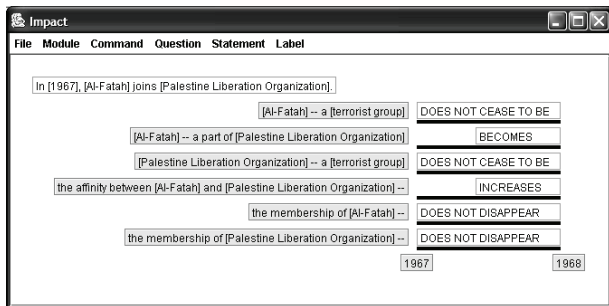 Impact
File Module Command Question Statement Label
In [1967], [Al-Fatah] joins [Palestine Liberation Organization].
[Al-Fatah] -- a [terrorist group] DOES NOT CEASE TO BE
[Al-Fatah] -- a part of [Palestine Liberation Organization] BECOMES
[Palestine Liberation Organization] -- a [terrorist group] DOES NOT CEASE TO BE
the affinity between [Al-Fatah] and [Palestine Liberation Organization] -- INCREASES
the membership of [Al-Fatah] -- DOES NOT DISAPPEAR
the membership of [Palestine Liberation Organization] -- DOES NOT DISAPPEAR
1967 1968